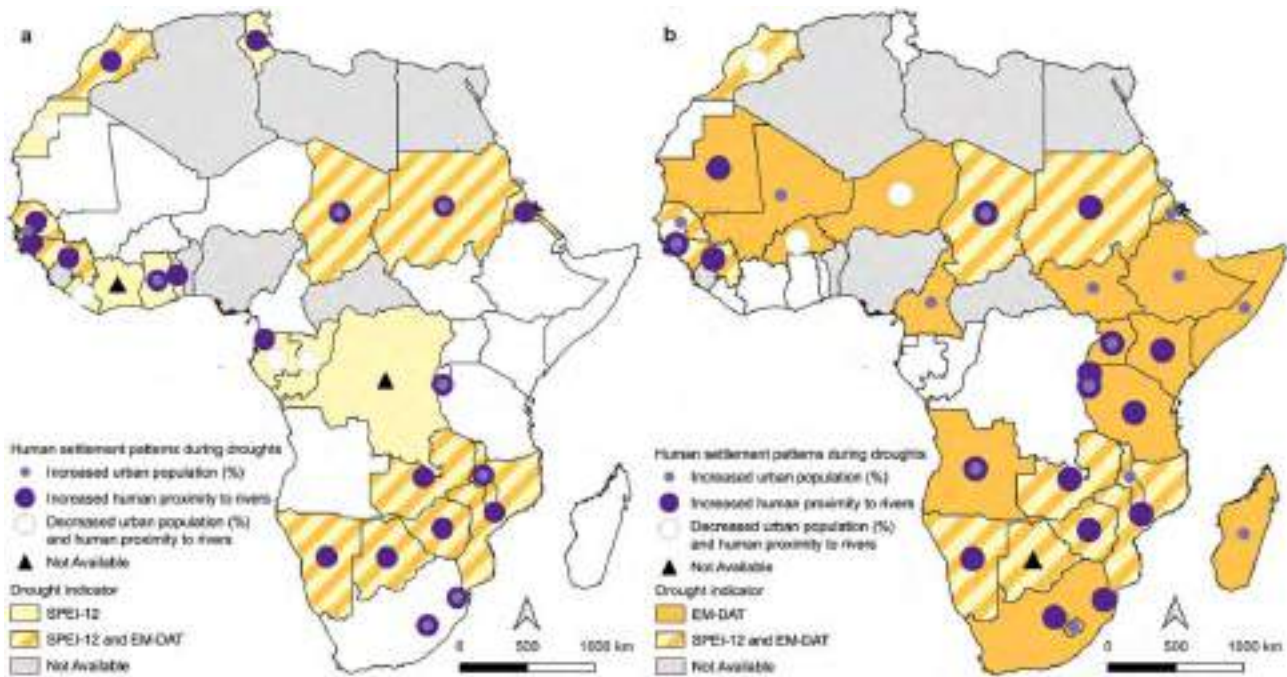 a
Human settlement patterns during droughts
Increased urban population (%)
Increased human proximity to rivers
Decreased urban population (%)
and human proximity to rivers
Not Available
Drought indicator
SPEI-12
SPEI-12 and EM-DAT
Not Available
0 500 1000 km
b
Human settlement patterns during droughts
Increased urban population (%)
Increased human proximity to rivers
Decreased urban population (%)
and human proximity to rivers
Not Available
Drought indicator
EM-DAT
SPEI-12 and EM-DAT
Not Available
0 500 1000 km